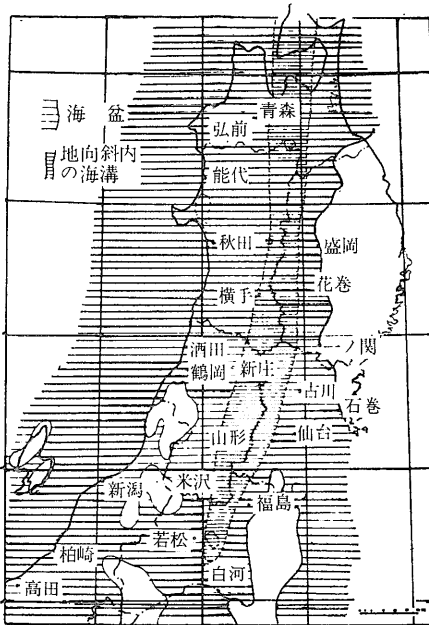 海盆
地向斜内
の海溝
青森
弘前
能代
秋田
盛岡
花巻
横手
一ノ関
酒田
鶴岡
新庄
古川
石巻
山形
仙台
新潟
米沢
福島
若松
柏崎
白河
高田